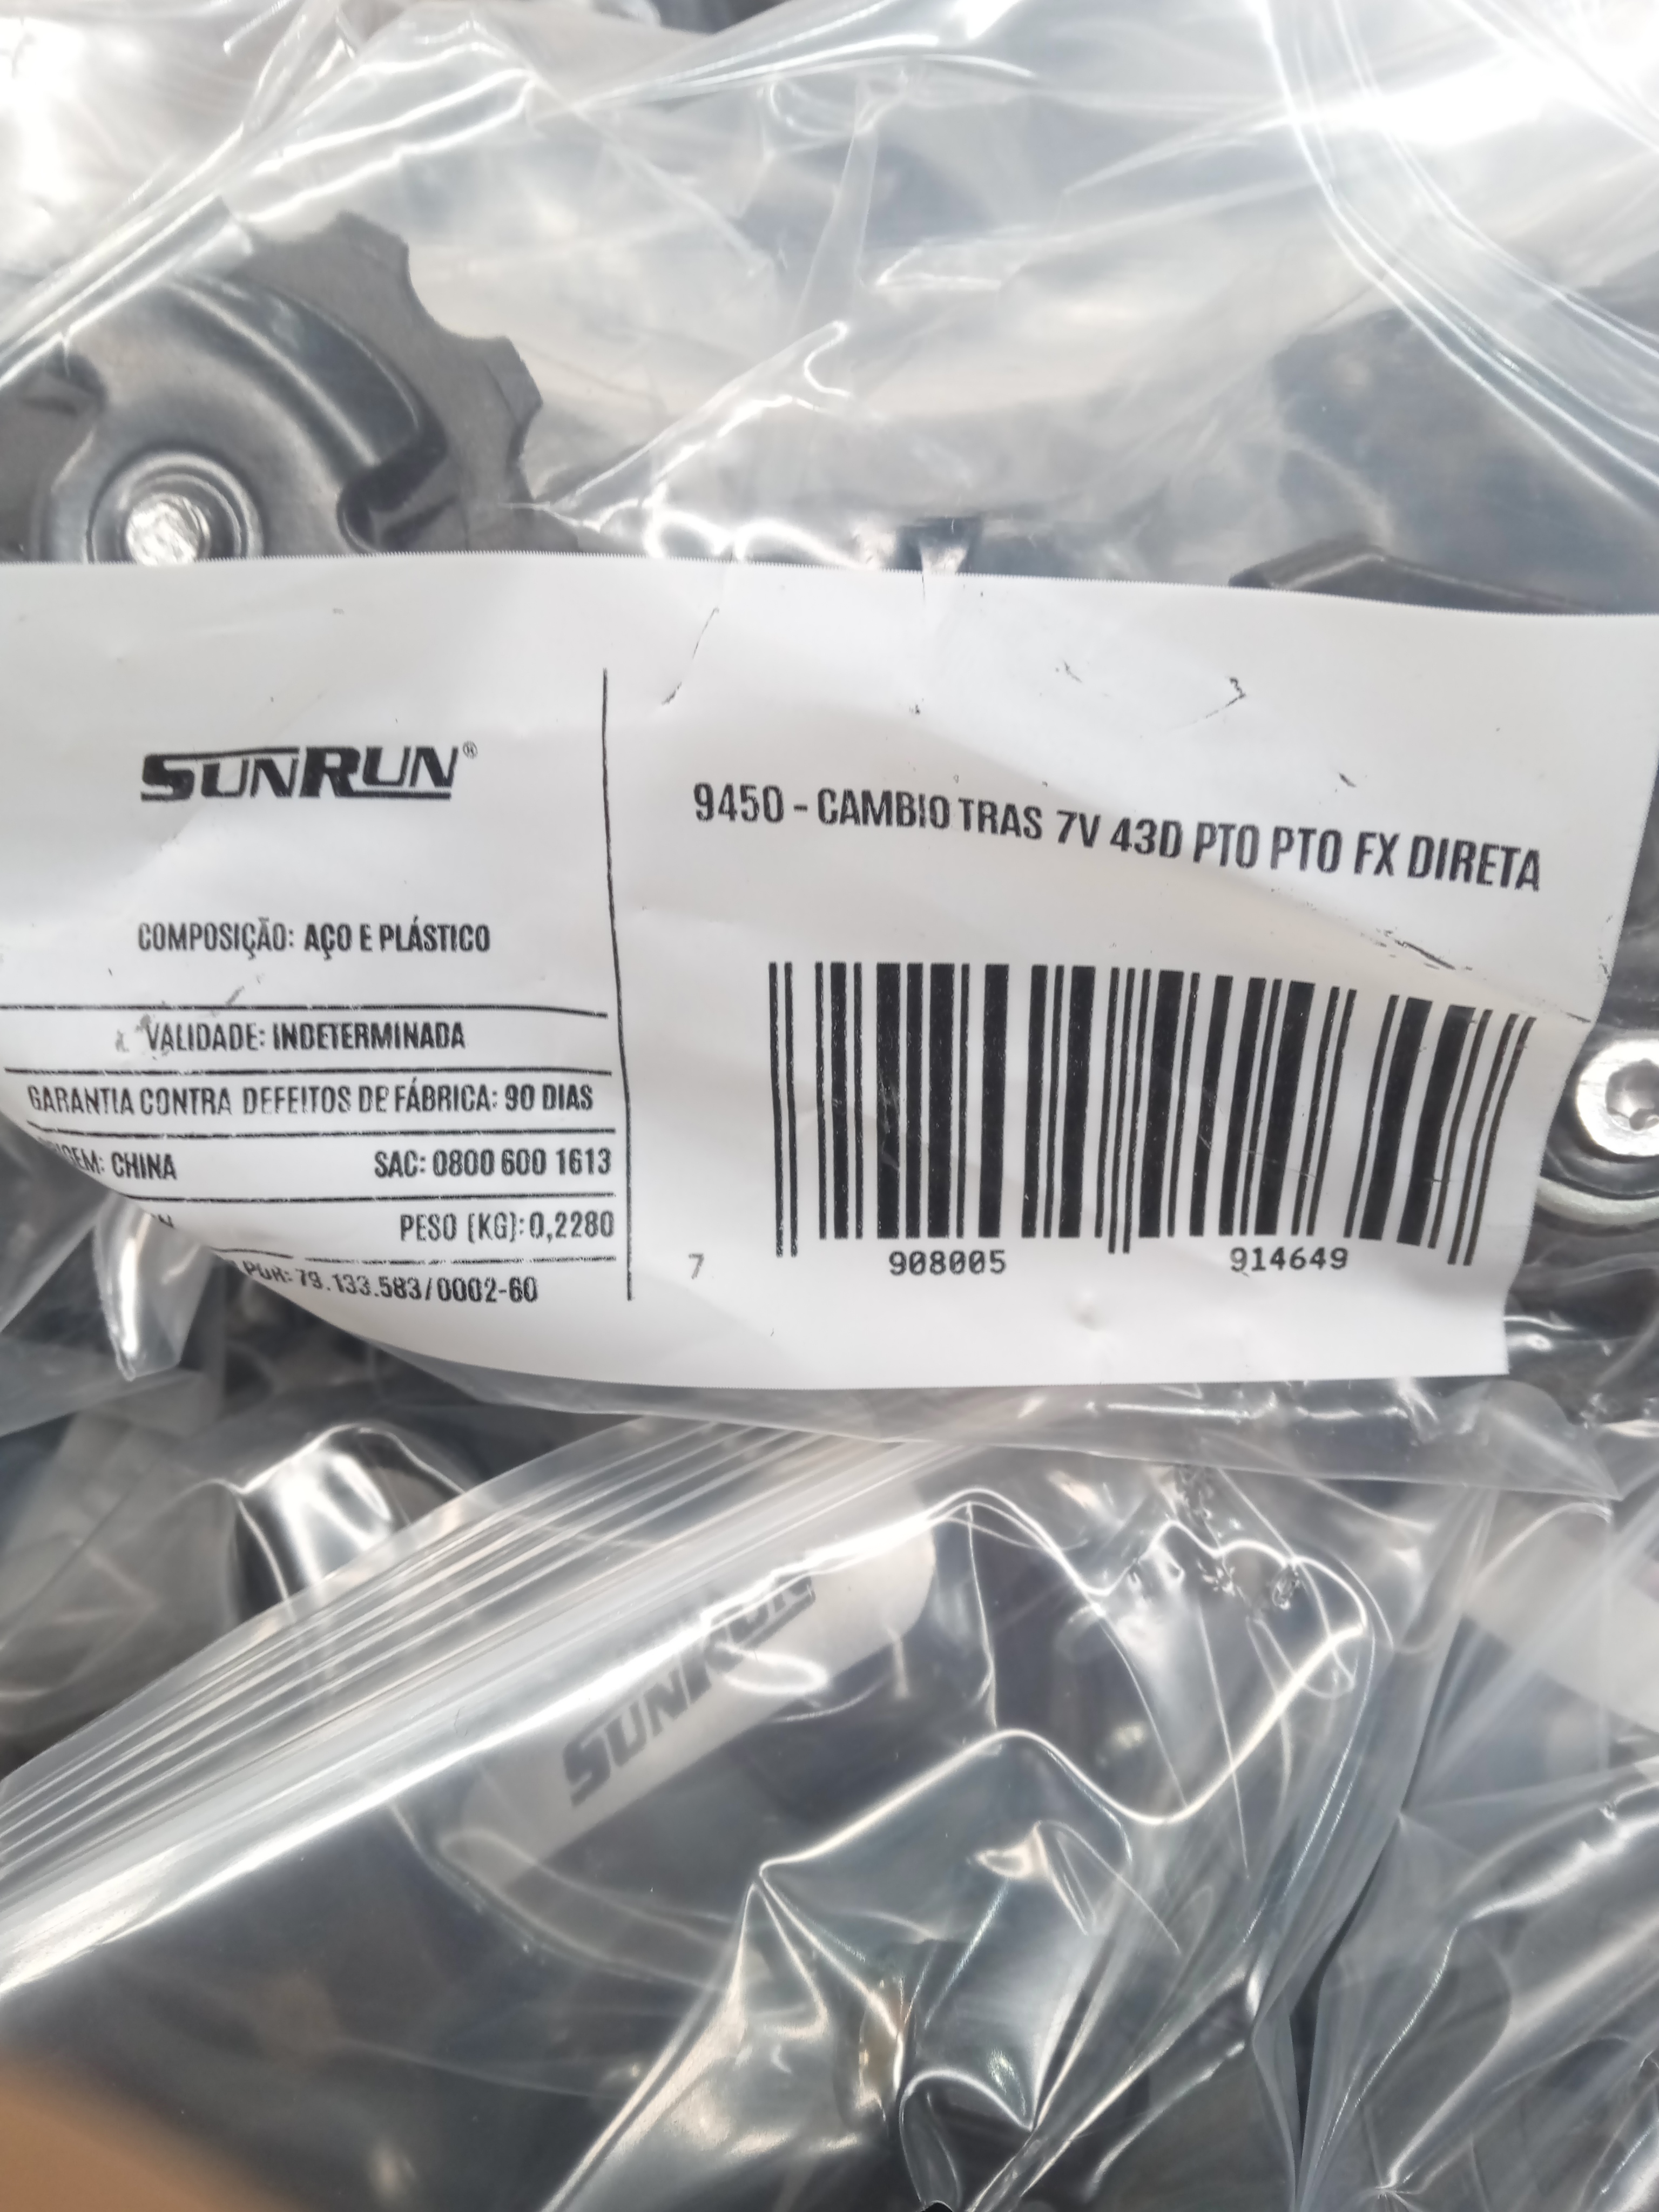 SUNRUN®
COMPOSIÇÃO: AÇO E PLÁSTICO
VALIDADE: INDETERMINADA
GARANTIA CONTRA DEFEITOS DE FÁBRICA: 90 DIAS
CHINA SAC: 0800 600 1613
PESO (KG): 0,2280
POR: 79.133.583/0002-60
9450 - CAMBIO TRAS 7V 43D PTO PTO FX DIRETA
7 908005 914649
SUNRUN